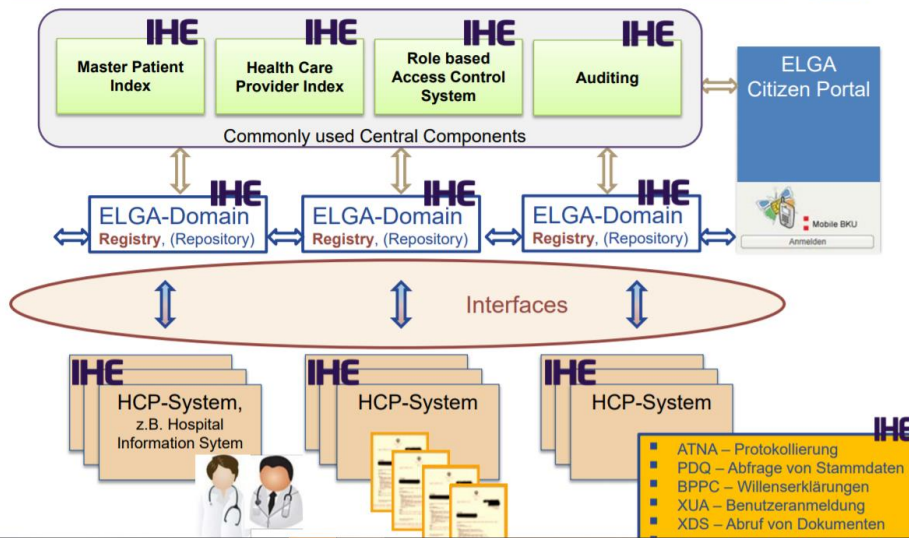 IHE
IHE
IHE
IHE
Master Patient
Index
Health Care
Provider Index
Role based
Access Control
System
Auditing
Commonly used Central Components
ELGA
Citizen Portal
Mobile BKU
Anmelden
IHE
IHE
IHE
ELGA-Domain
Registry, (Repository)
ELGA-Domain
Registry, (Repository)
ELGA-Domain
Registry, (Repository)
Interfaces
IHE
IHE
IHE
HCP-System,
z.B. Hospital
Information Sytem
HCP-System
HCP-System
IHE
ATNA – Protokollierung
PDQ – Abfrage von Stammdaten
BPPC – Willenserklärungen
XUA – Benutzeranmeldung
XDS – Abruf von Dokumenten